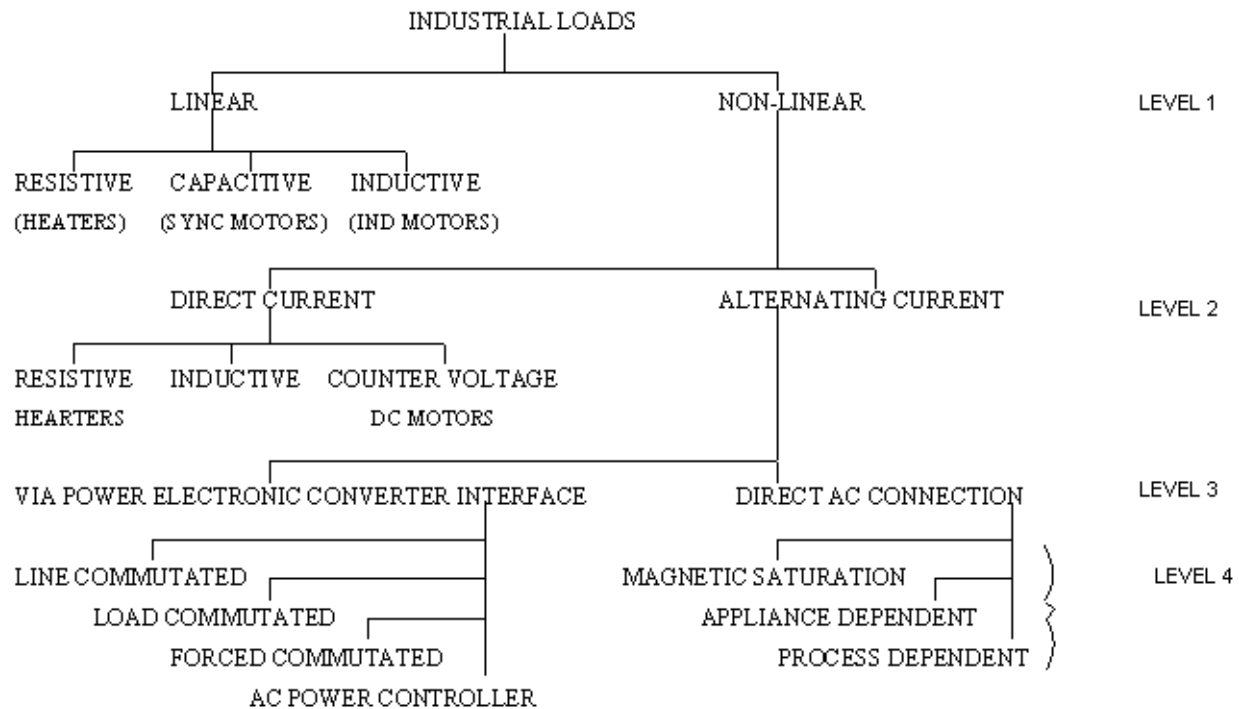 INDUSTRIAL LOADS
LINEAR NON-LINEAR LEVEL 1
RESISTIVE CAPACITIVE INDUCTIVE
(HEATERS) (SYNC MOTORS) (IND MOTORS)
DIRECT CURRENT ALTERNATING CURRENT LEVEL 2
RESISTIVE INDUCTIVE COUNTER VOLTAGE
HEARTERS DC MOTORS
VIA POWER ELECTRONIC CONVERTER INTERFACE DIRECT AC CONNECTION LEVEL 3
LINE COMMUTATED MAGNETIC SATURATION LEVEL 4
LOAD COMMUTATED APPLIANCE DEPENDENT
FORCED COMMUTATED PROCESS DEPENDENT
AC POWER CONTROLLER